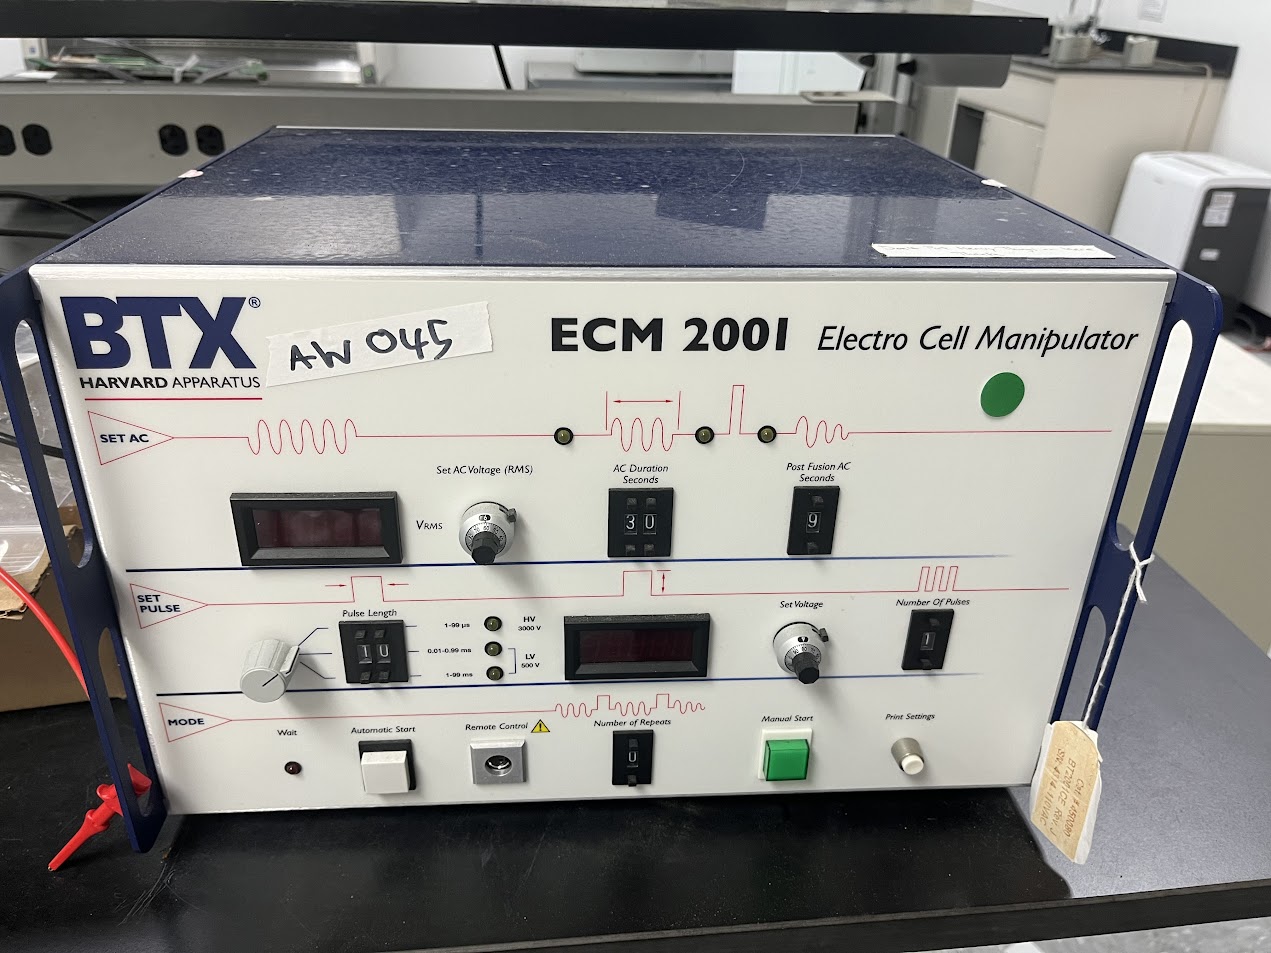 BTX®
HARVARD APPARATUS
AW 045
ECM 2001 Electro Cell Manipulator
SET AC
Set AC Voltage (RMS)
AC Duration
Seconds
Post Fusion AC
Seconds
VRMS
30
9
SET
PULSE
Pulse Length
10
1-99 µs
0.01-0.99 ms
1-99 ms
HV
3000 V
LV
500 V
Set Voltage
Number Of Pulses
1
MODE
Wait
Automatic Start
Remote Control
Number of Repeats
0
Manual Start
Print Settings